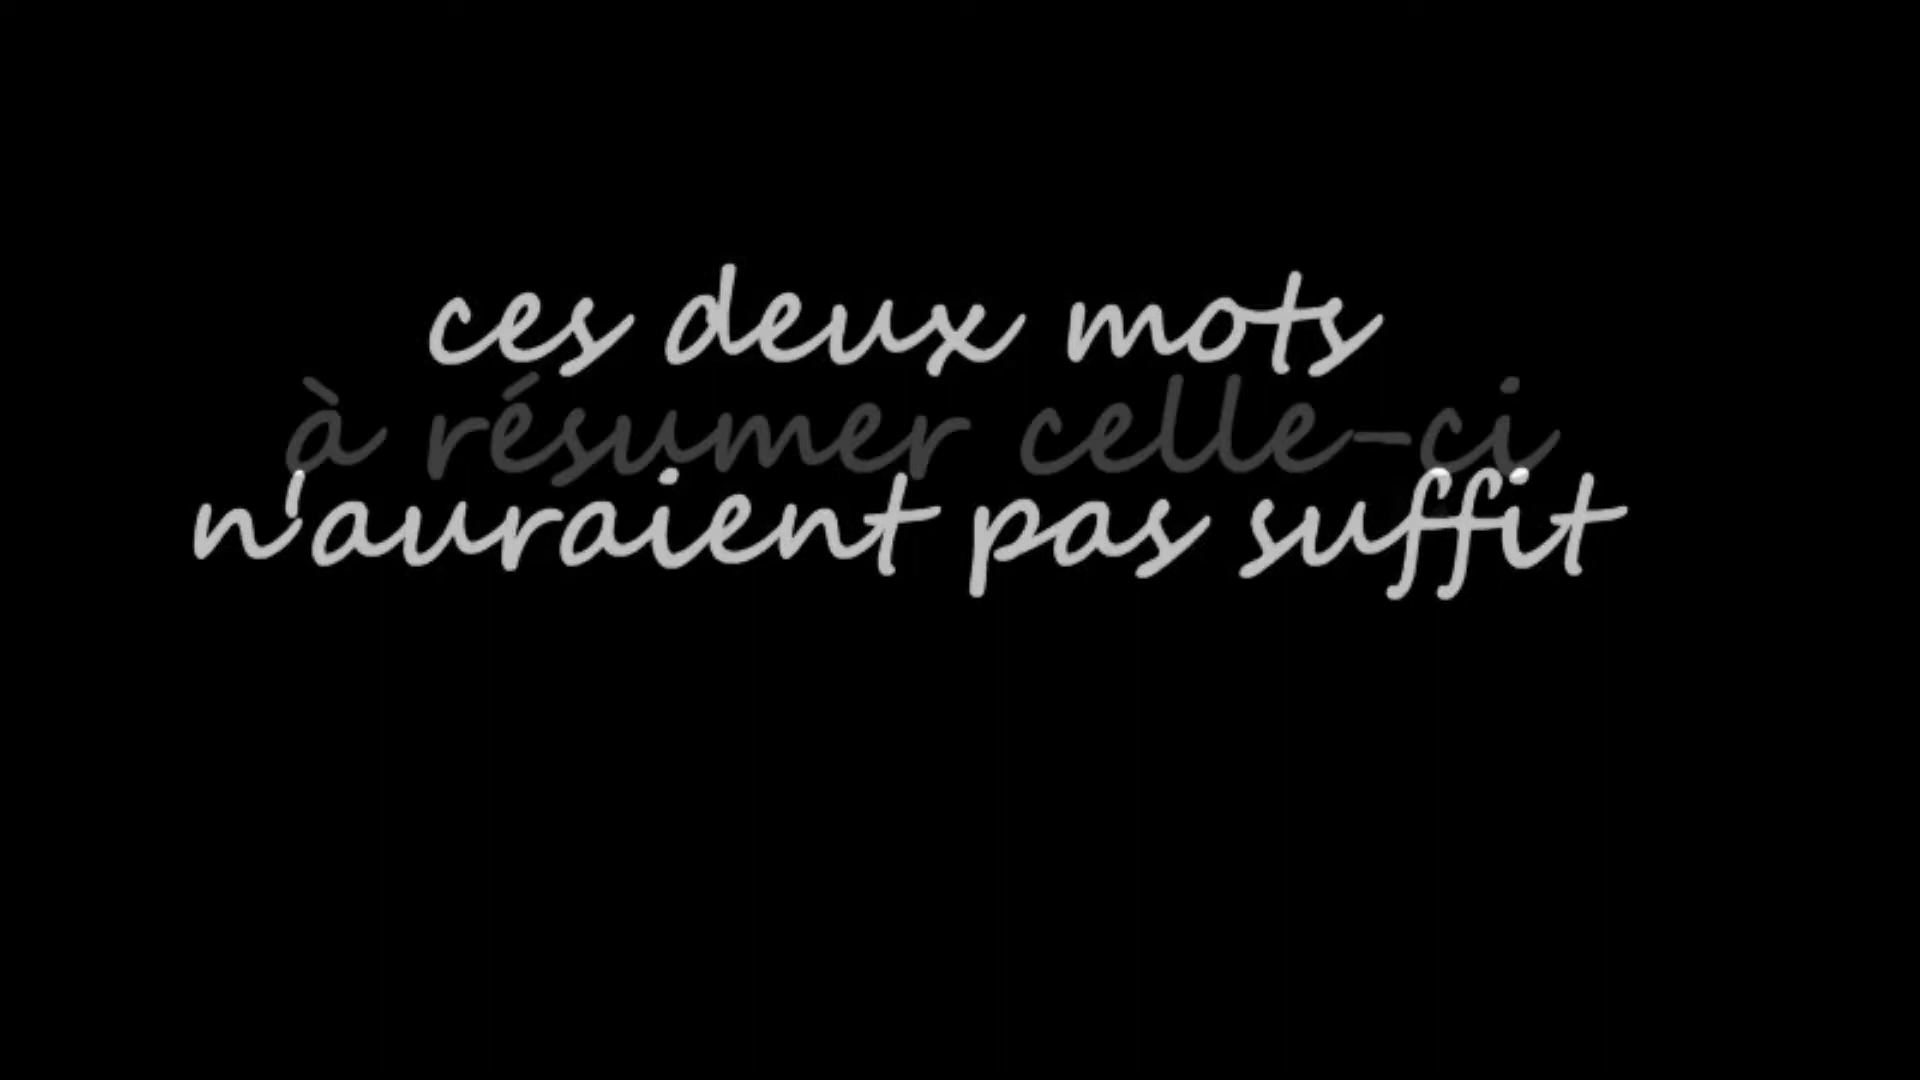 ces deux mots
à résumer celle-ci
n'auraient pas suffit